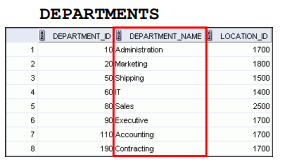 DEPARTMENTS
DEPARTMENT_ID DEPARTMENT_NAME LOCATION_ID
1 10 Administration 1700
2 20 Marketing 1800
3 50 Shipping 1500
4 60 IT 1400
5 80 Sales 2500
6 90 Executive 1700
7 110 Accounting 1700
8 190 Contracting 1700